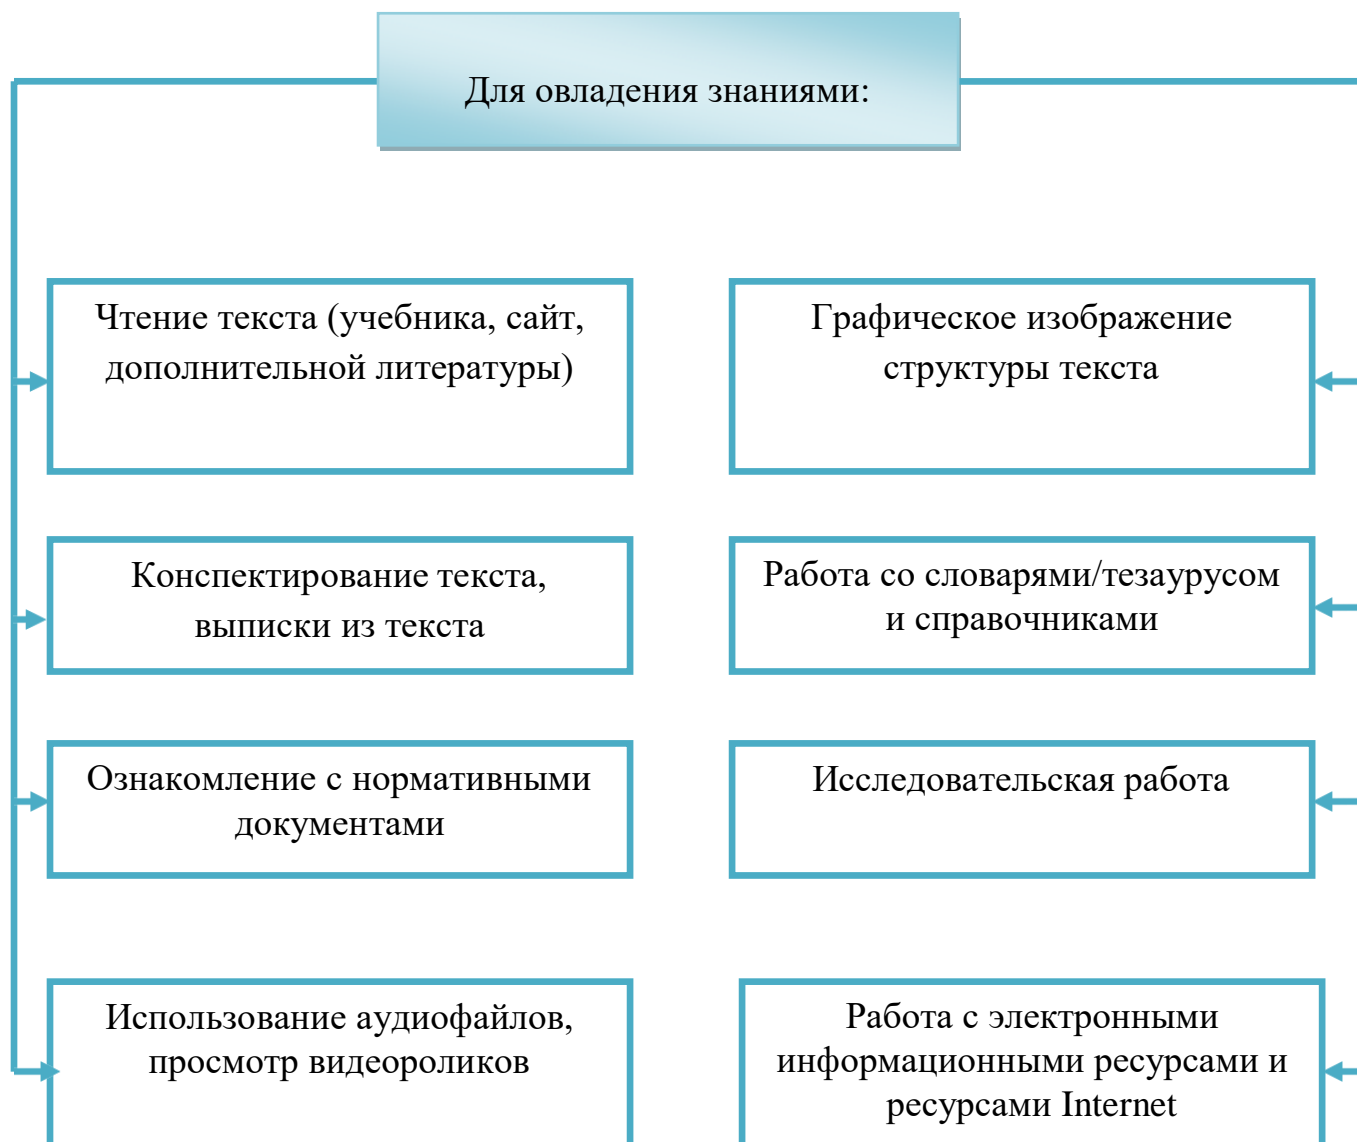 Для овладения знаниями:
Чтение текста (учебника, сайт,
дополнительной литературы)
Графическое изображение
структуры текста
Конспектирование текста,
выписки из текста
Работа со словарями/тезаурусом
и справочниками
Ознакомление с нормативными
документами
Исследовательская работа
Использование аудиофайлов,
просмотр видеороликов
Работа с электронными
информационными ресурсами и
ресурсами Internet